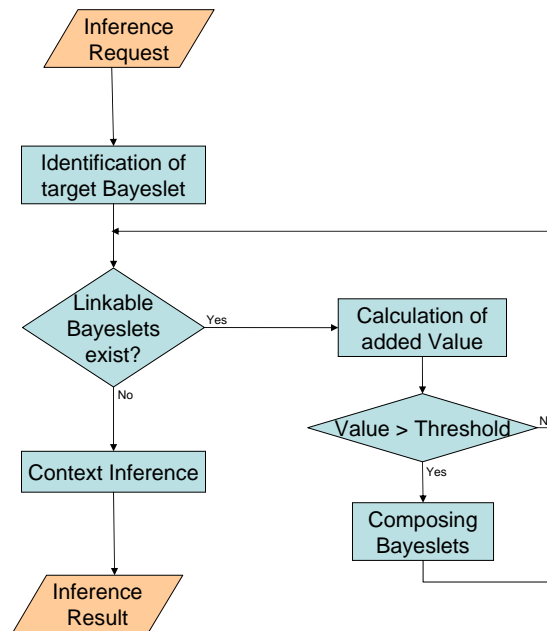 Inference
Request
Identification of
target Bayeslet
Linkable
Bayeslets
exist?
Yes
Calculation of
added Value
No
Value > Threshold
Yes
Context Inference
Composing
Bayeslets
Inference
Result